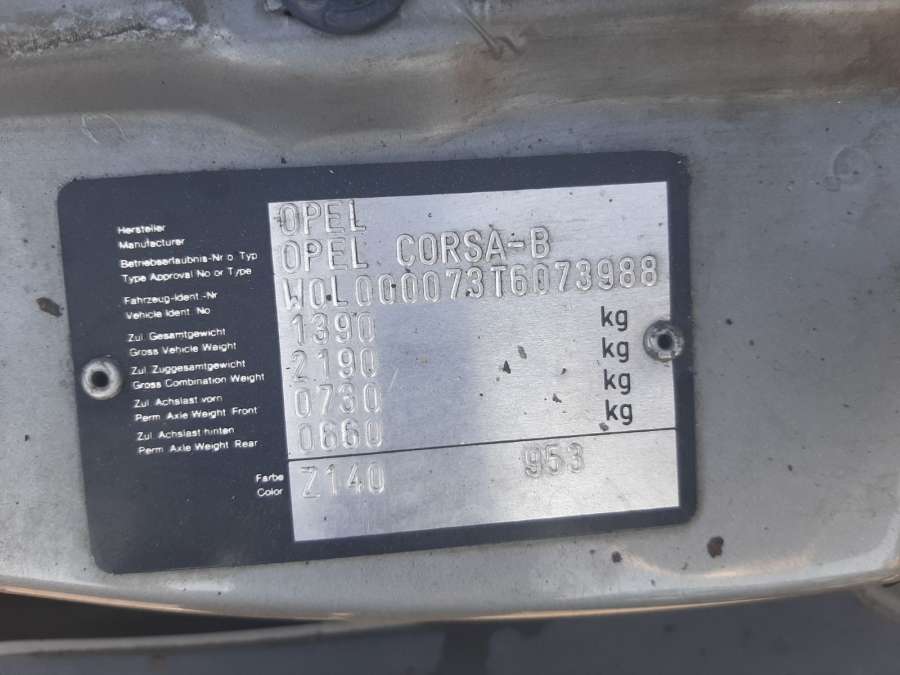 Hersteller
Manufacturer
OPEL
Betriebserlaubnis-Nr o. Typ
Type Approval No or Type
OPEL CORSA-B
Fahrzeug-Ident.-Nr
Vehicle Ident. No
W0L000073T6073988
Zul. Gesamtgewicht
Gross Vehicle Weight
1390 kg
Zul. Zuggesamtgewicht
Gross Combination Weight
2190 kg
Zul. Achslast vorn
Perm. Axle Weight Front
0730 kg
Zul. Achslast hinten
Perm. Axle Weight Rear
0660 kg
Farbe
Color
Z140 953